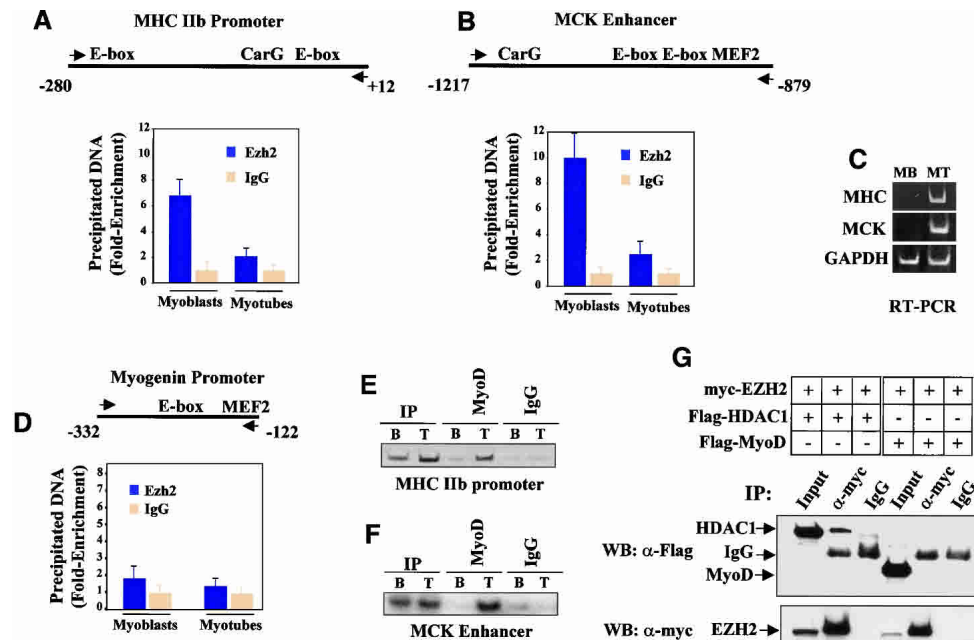 A
MHC IIb Promoter
E-box CarG E-box
-280 +12
Precipitated DNA
(Fold-Enrichment)
12
10
8
6
4
2
0
Ezh2
IgG
Myoblasts Myotubes
B
MCK Enhancer
CarG E-box E-box MEF2
-1217 -879
Precipitated DNA
(Fold-Enrichment)
12
10
8
6
4
2
0
Ezh2
IgG
Myoblasts Myotubes
C
MB MT
MHC
MCK
GAPDH
RT-PCR
D
Myogenin Promoter
E-box MEF2
-332 -122
Precipitated DNA
(Fold-Enrichment)
8
7
6
5
4
3
2
1
0
Ezh2
IgG
Myoblasts Myotubes
E
IP MyoD IgG
B T B T B T
MHC IIb promoter
F
IP MyoD IgG
B T B T B T
MCK Enhancer
G
myc-EZH2 + + + + + +
Flag-HDAC1 + + + - - -
Flag-MyoD - - - + + +
IP: Input α-myc IgG Input α-myc IgG
HDAC1
WB: α-Flag IgG
MyoD
WB: α-myc EZH2